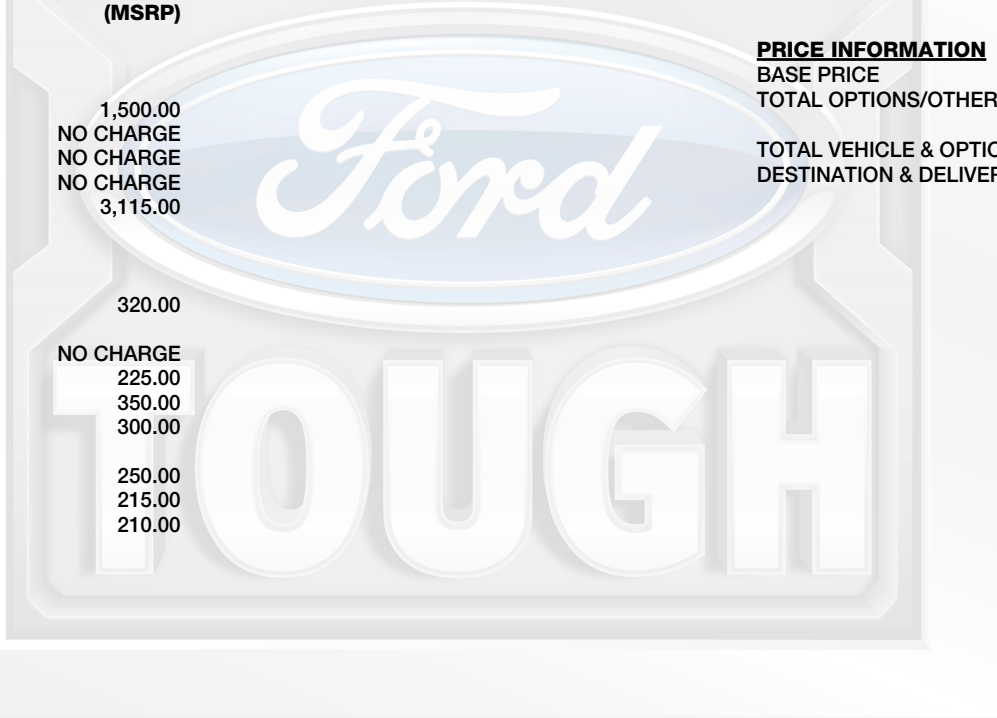 (MSRP)
1,500.00
NO CHARGE
NO CHARGE
NO CHARGE
3,115.00
320.00
NO CHARGE
225.00
350.00
300.00
250.00
215.00
210.00
PRICE INFORMATION
BASE PRICE
TOTAL OPTIONS/OTHER
TOTAL VEHICLE & OPTIO
DESTINATION & DELIVER
Ford
TOUGH